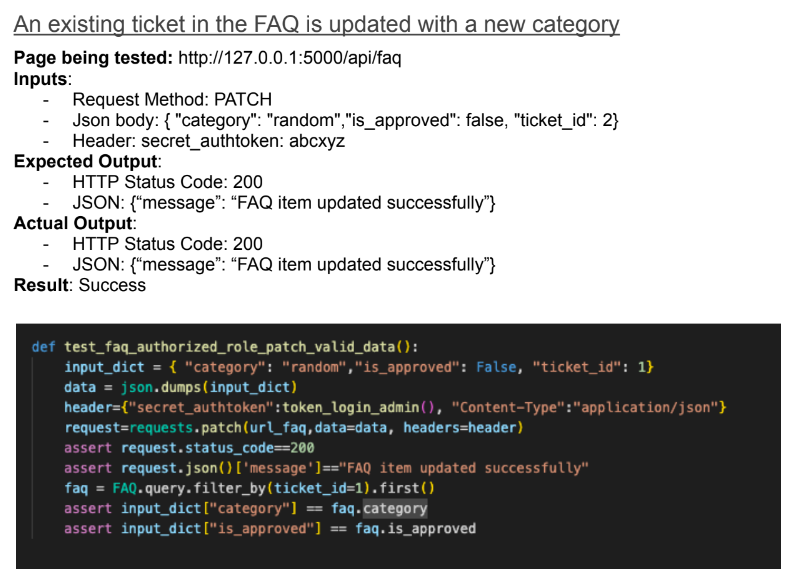 An existing ticket in the FAQ is updated with a new category
Page being tested: http://127.0.0.1:5000/api/faq
Inputs:
- Request Method: PATCH
- Json body: { "category": "random","is_approved": false, "ticket_id": 2}
- Header: secret_authtoken: abcxyz
Expected Output:
- HTTP Status Code: 200
- JSON: {“message”: “FAQ item updated successfully”}
Actual Output:
- HTTP Status Code: 200
- JSON: {“message”: “FAQ item updated successfully”}
Result: Success
def test_faq_authorized_role_patch_valid_data():
    input_dict = { "category": "random","is_approved": False, "ticket_id": 1}
    data = json.dumps(input_dict)
    header={"secret_authtoken":token_login_admin(), "Content-Type":"application/json"}
    request=requests.patch(url_faq,data=data, headers=header)
    assert request.status_code==200
    assert request.json()['message']=="FAQ item updated successfully"
    faq = FAQ.query.filter_by(ticket_id=1).first()
    assert input_dict["category"] == faq.category
    assert input_dict["is_approved"] == faq.is_approved